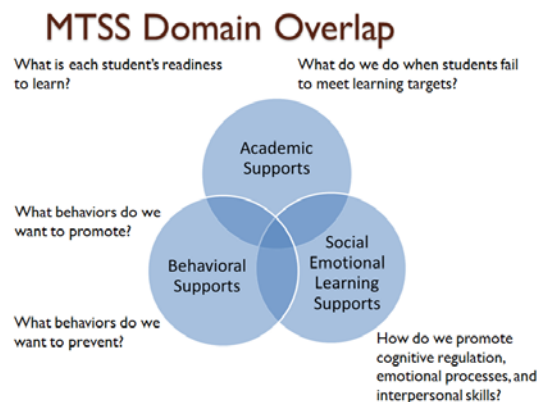 MTSS Domain Overlap
What is each student's readiness
to learn?
What do we do when students fail
to meet learning targets?
Academic
Supports
What behaviors do we
want to promote?
Behavioral
Supports
Social
Emotional
Learning
Supports
What behaviors do we
want to prevent?
How do we promote
cognitive regulation,
emotional processes, and
interpersonal skills?